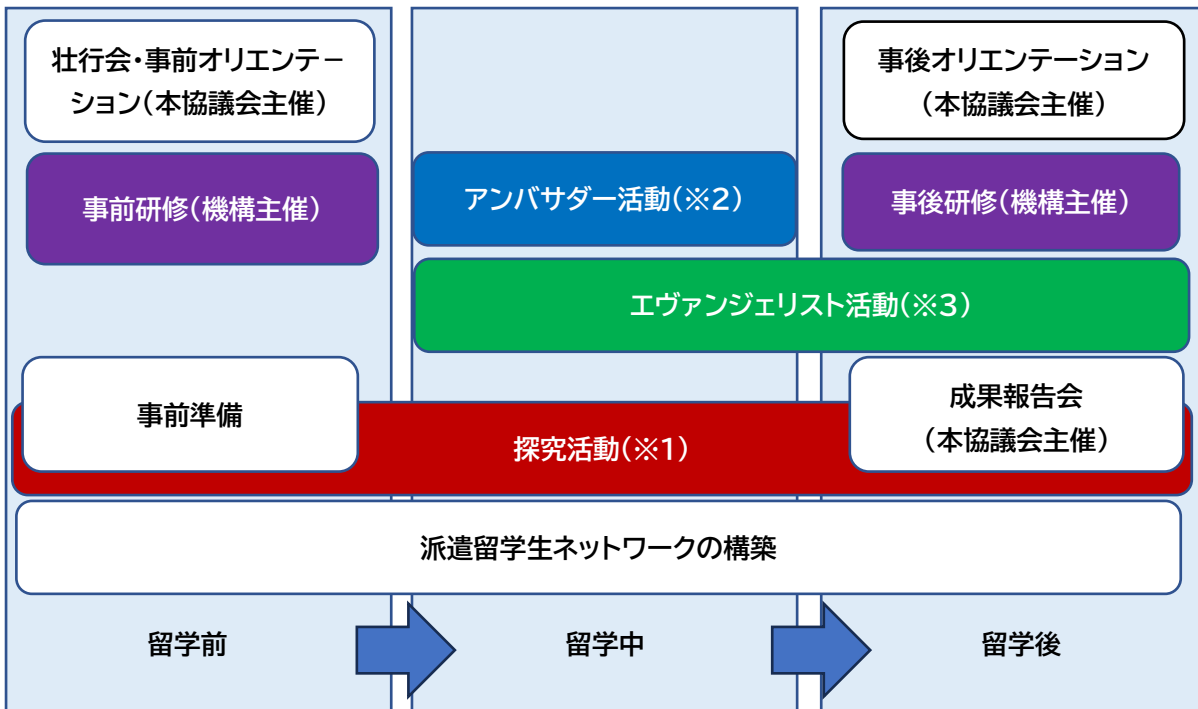 壮行会・事前オリエンテー
ション(本協議会主催)
事後オリエンテーション
(本協議会主催)
事前研修(機構主催)
アンバサダー活動(※2)
事後研修(機構主催)
エヴァンジェリスト活動(※3)
事前準備
探究活動(※1)
成果報告会
(本協議会主催)
派遣留学生ネットワークの構築
留学前
留学中
留学後